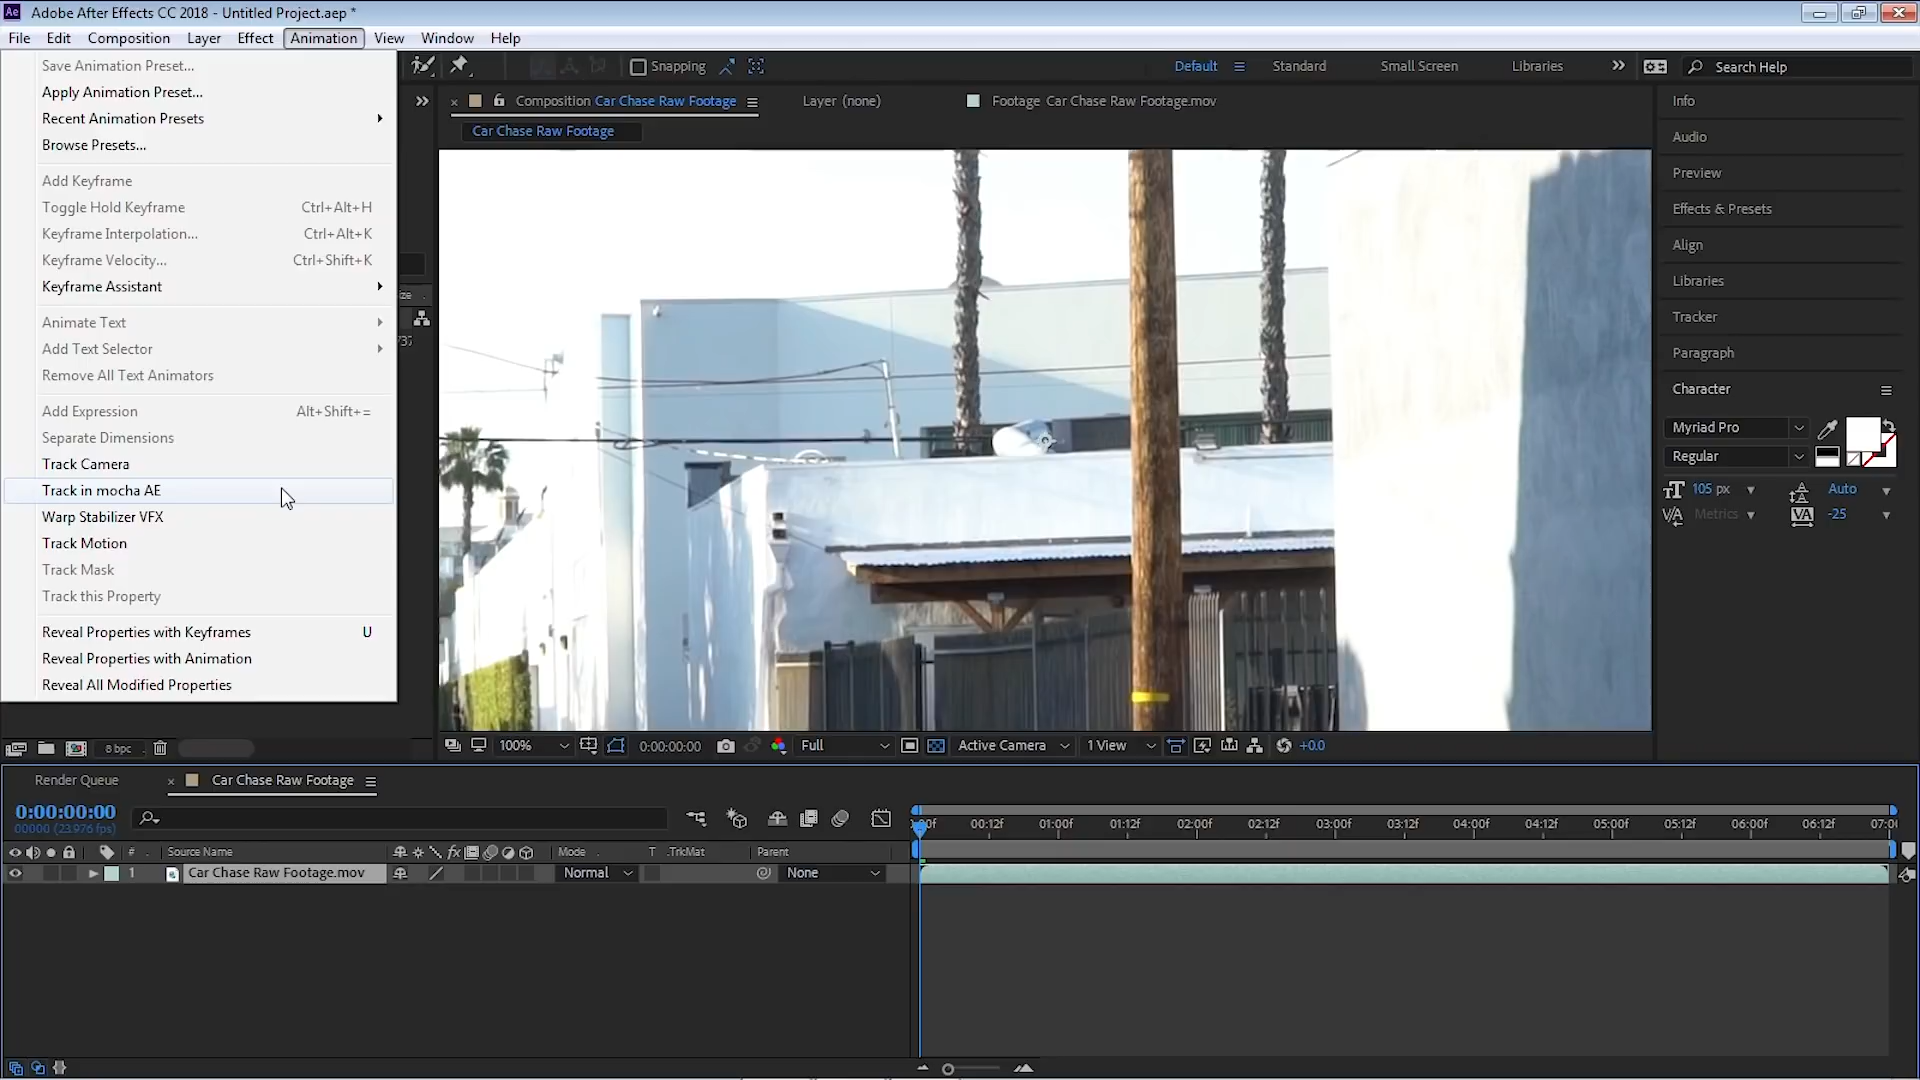 Adobe After Effects CC 2018 - Untitled Project.aep *
File Edit Composition Layer Effect Animation View Window Help
Save Animation Preset...
Apply Animation Preset...
Recent Animation Presets
Browse Presets...
Add Keyframe
Toggle Hold Keyframe Ctrl+Alt+H
Keyframe Interpolation... Ctrl+Alt+K
Keyframe Velocity... Ctrl+Shift+K
Keyframe Assistant
Animate Text
Add Text Selector
Remove All Text Animators
Add Expression Alt+Shift+=
Separate Dimensions
Track Camera
Track in mocha AE
Warp Stabilizer VFX
Track Motion
Track Mask
Track this Property
Reveal Properties with Keyframes U
Reveal Properties with Animation
Reveal All Modified Properties
Snapping
Default Standard Small Screen Libraries Search Help
Composition Car Chase Raw Footage Layer (none) Footage Car Chase Raw Footage.mov
Car Chase Raw Footage
Info
Audio
Preview
Effects & Presets
Align
Libraries
Tracker
Paragraph
Character
Myriad Pro
Regular
105 px Auto
Metrics -25
8 bpc
100% 0:00:00:00 Full Active Camera 1 View +0.0
Render Queue Car Chase Raw Footage
0:00:00:00
00000 (23.976 fps)
00:12f 01:00f 01:12f 02:00f 02:12f 03:00f 03:12f 04:00f 04:12f 05:00f 05:12f 06:00f 06:12f
# Source Name fx Mode T .TrkMat Parent
1 Car Chase Raw Footage.mov Normal None